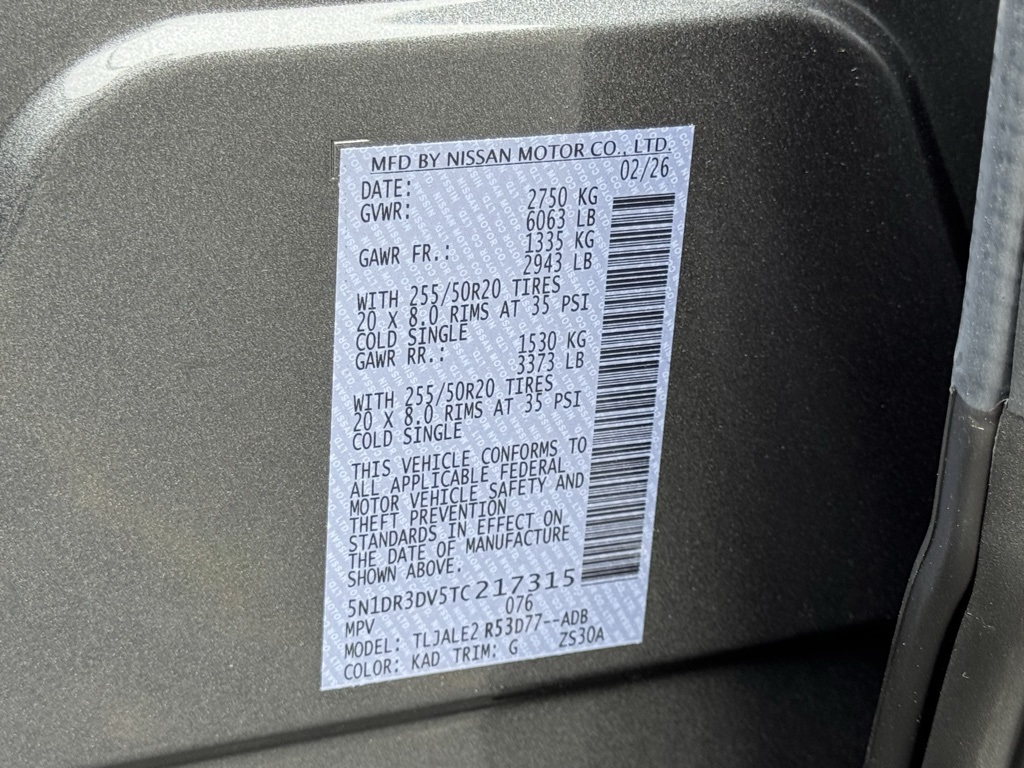 MFD BY NISSAN MOTOR CO., LTD.
DATE: 02/26
GVWR: 2750 KG
6063 LB
GAWR FR.: 1335 KG
2943 LB
WITH 255/50R20 TIRES
20 X 8.0 RIMS AT 35 PSI
COLD SINGLE
GAWR RR.: 1530 KG
3373 LB
WITH 255/50R20 TIRES
20 X 8.0 RIMS AT 35 PSI
COLD SINGLE
THIS VEHICLE CONFORMS TO
ALL APPLICABLE FEDERAL
MOTOR VEHICLE SAFETY AND
THEFT PREVENTION
STANDARDS IN EFFECT ON
THE DATE OF MANUFACTURE
SHOWN ABOVE.
5N1DR3DV5TC217315
MPV 076
MODEL: TLJALE2 R53D77--ADB
COLOR: KAD TRIM: G ZS30A